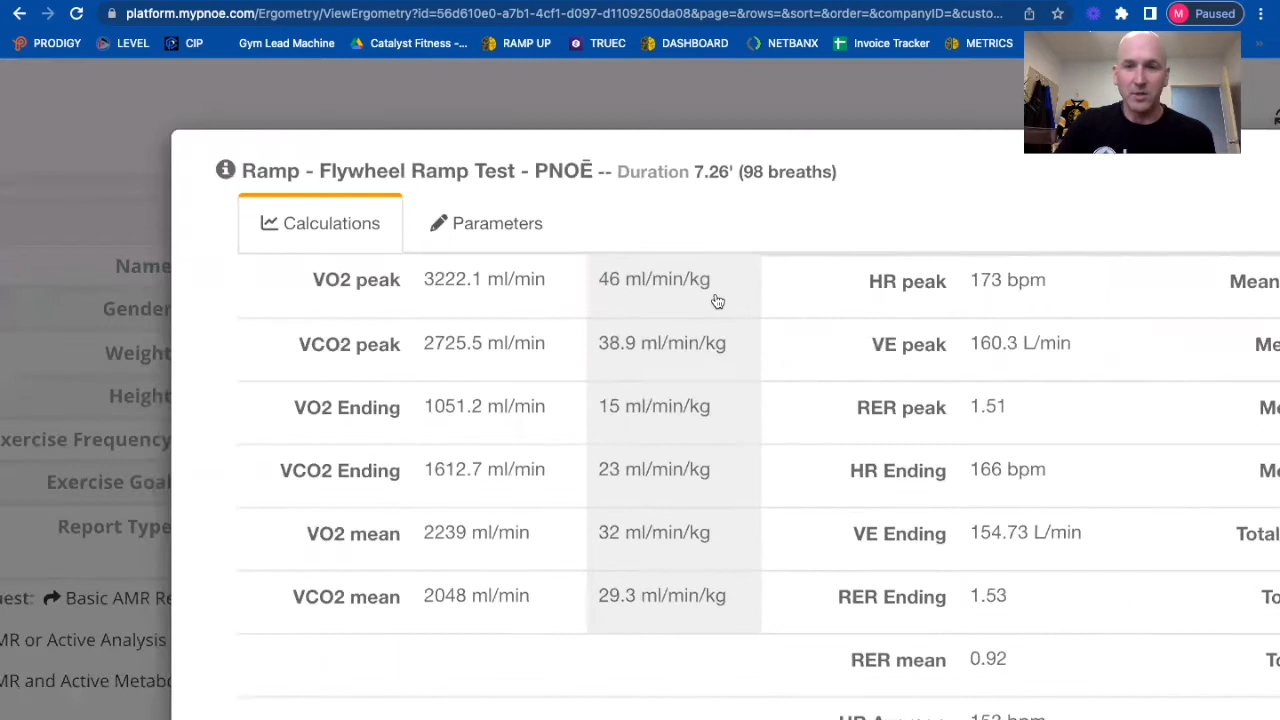 platform.mypnoe.com/Ergometry/ViewErgometry?id=56d610e0-a7b1-4cf1-d097-d1109250da08&page=&rows=&sort=&order=&companyID=&custo... M Paused
PRODIGY LEVEL CIP Gym Lead Machine Catalyst Fitness -... RAMP UP TRUEC DASHBOARD NETBANX Invoice Tracker METRICS
Ramp - Flywheel Ramp Test - PNOĒ -- Duration 7.26' (98 breaths)
Calculations Parameters
Name
Gender
Weight
Height
xercise Frequency
Exercise Goal
Report Type
uest: Basic AMR Re
MR or Active Analysis
MR and Active Metabo
VO2 peak 3222.1 ml/min 46 ml/min/kg HR peak 173 bpm Mean
VCO2 peak 2725.5 ml/min 38.9 ml/min/kg VE peak 160.3 L/min Me
VO2 Ending 1051.2 ml/min 15 ml/min/kg RER peak 1.51 Me
VCO2 Ending 1612.7 ml/min 23 ml/min/kg HR Ending 166 bpm Me
VO2 mean 2239 ml/min 32 ml/min/kg VE Ending 154.73 L/min Total
VCO2 mean 2048 ml/min 29.3 ml/min/kg RER Ending 1.53 To
RER mean 0.92 To